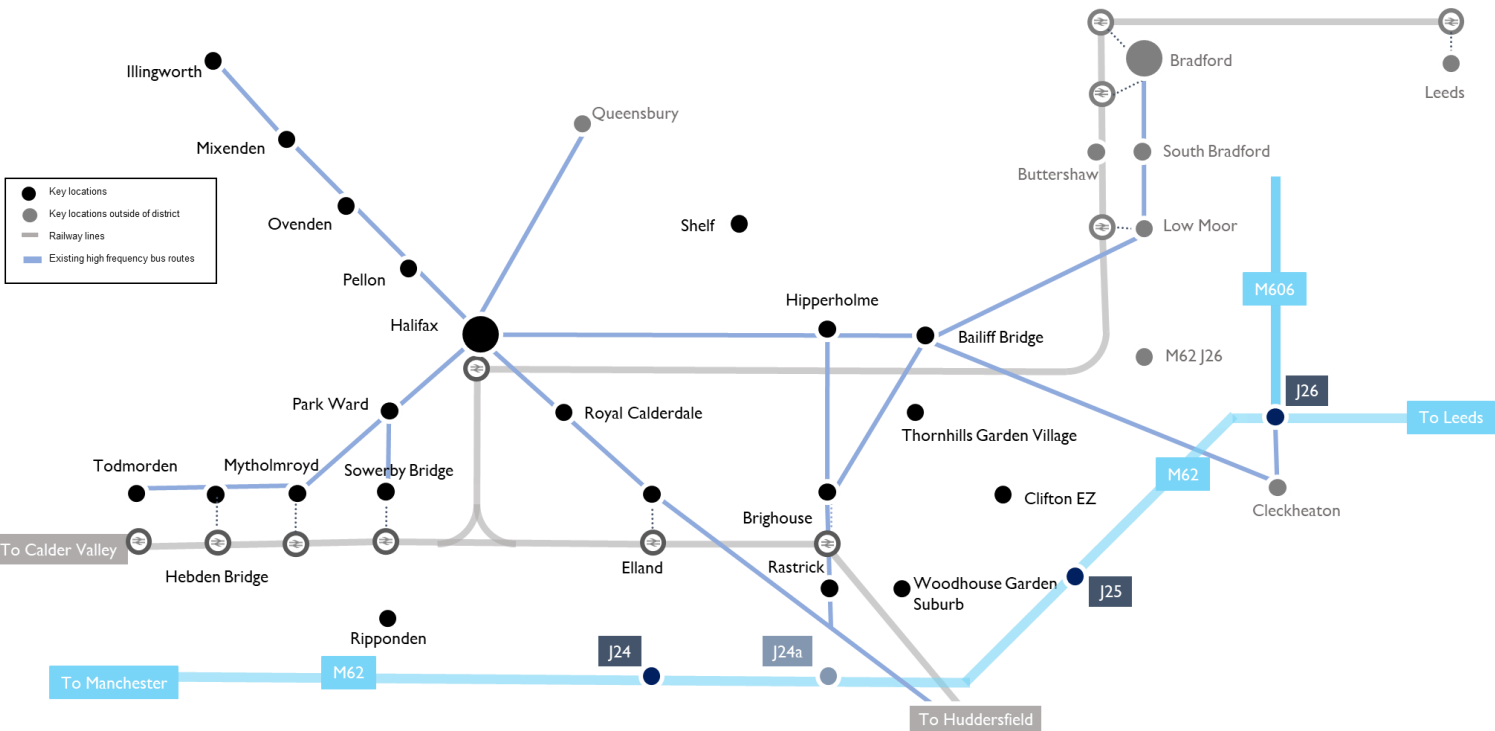 Illingworth
Mixenden
Ovenden
Pellon
Halifax
Queensbury
Shelf
Bradford
Leeds
South Bradford
Buttershaw
Low Moor
Key locations
Key locations outside of district
Railway lines
Existing high frequency bus routes
M606
Hipperholme
Bailiff Bridge
M62 J26
J26
To Leeds
Park Ward
Royal Calderdale
Thornhills Garden Village
Todmorden
Mytholmroyd
Sowerby Bridge
M62
Cleckheaton
Clifton EZ
Brighouse
To Calder Valley
Hebden Bridge
Elland
Rastrick
Woodhouse Garden
Suburb
J25
Ripponden
J24
J24a
To Manchester
M62
To Huddersfield